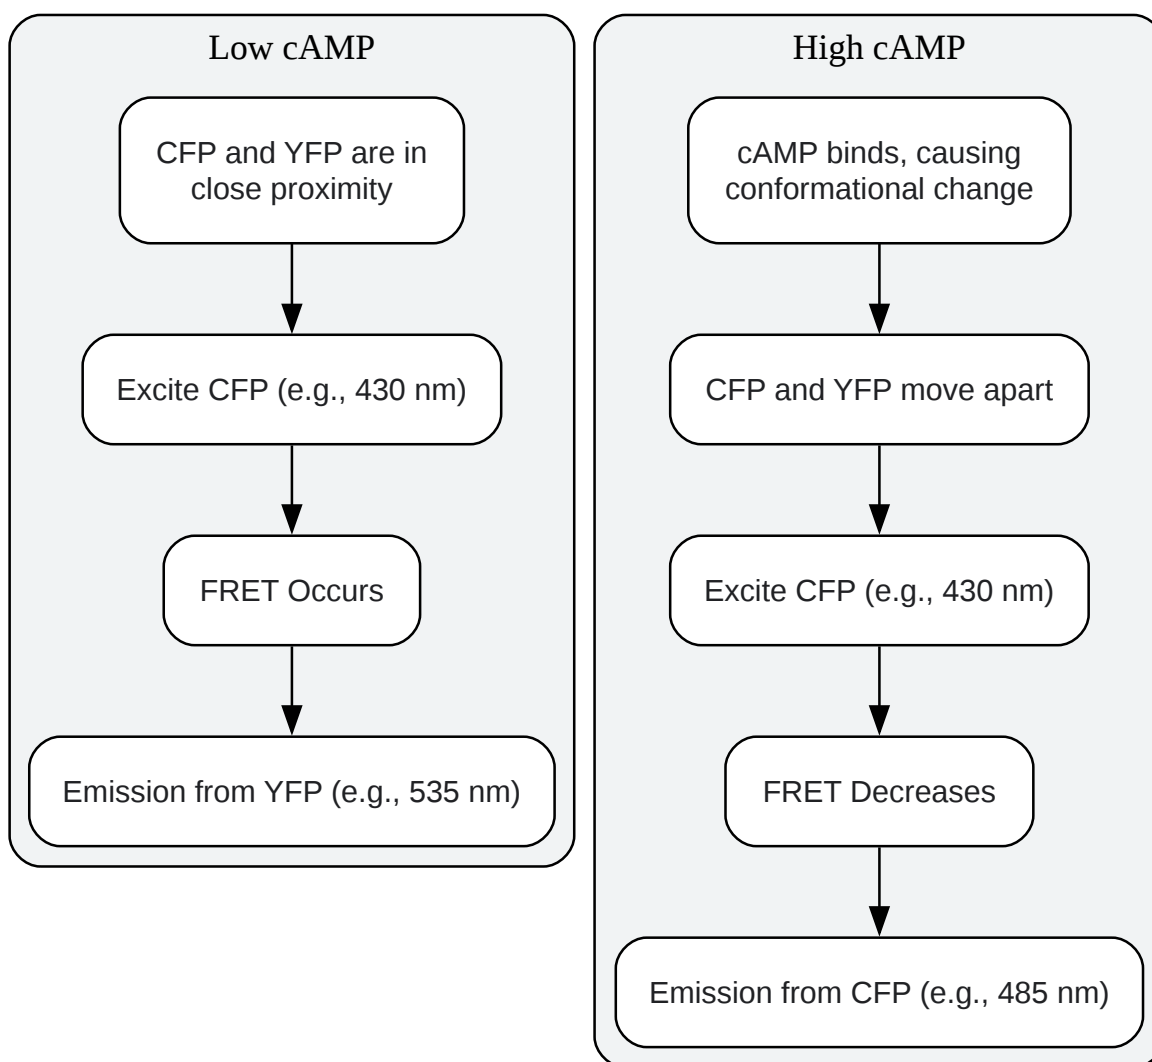 Low cAMP
CFP and YFP are in
close proximity
Excite CFP (e.g., 430 nm)
FRET Occurs
Emission from YFP (e.g., 535 nm)
High cAMP
cAMP binds, causing
conformational change
CFP and YFP move apart
Excite CFP (e.g., 430 nm)
FRET Decreases
Emission from CFP (e.g., 485 nm)